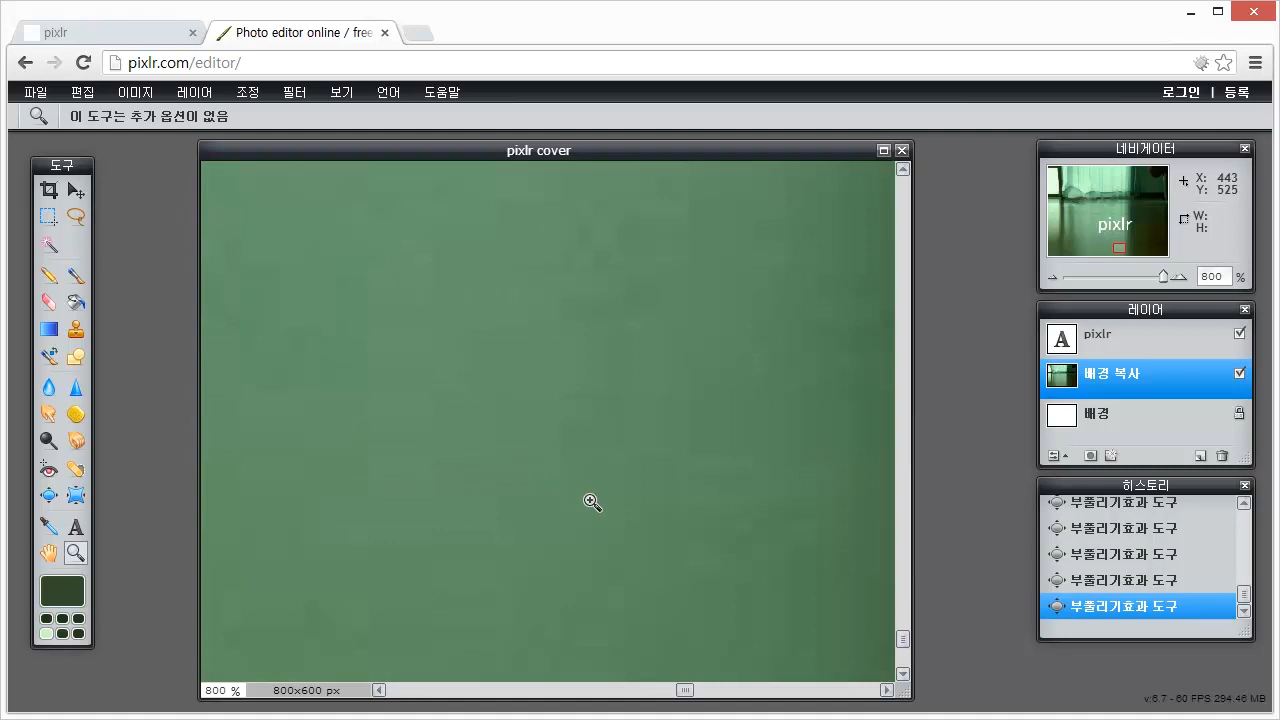 pixlr
Photo editor online / free
pixlr.com/editor/
파일 편집 이미지 레이어 조정 필터 보기 언어 도움말
로그인 | 등록
이 도구는 추가 옵션이 없음
도구
pixlr cover
네비게이터
pixlr
X: 443
Y: 525
W:
H:
800 %
레이어
A pixlr
배경 복사
배경
히스토리
부풀리기효과 도구
부풀리기효과 도구
부풀리기효과 도구
부풀리기효과 도구
부풀리기효과 도구
A
800 % 800x600 px
v:6.7 - 60 FPS 294.46 MB